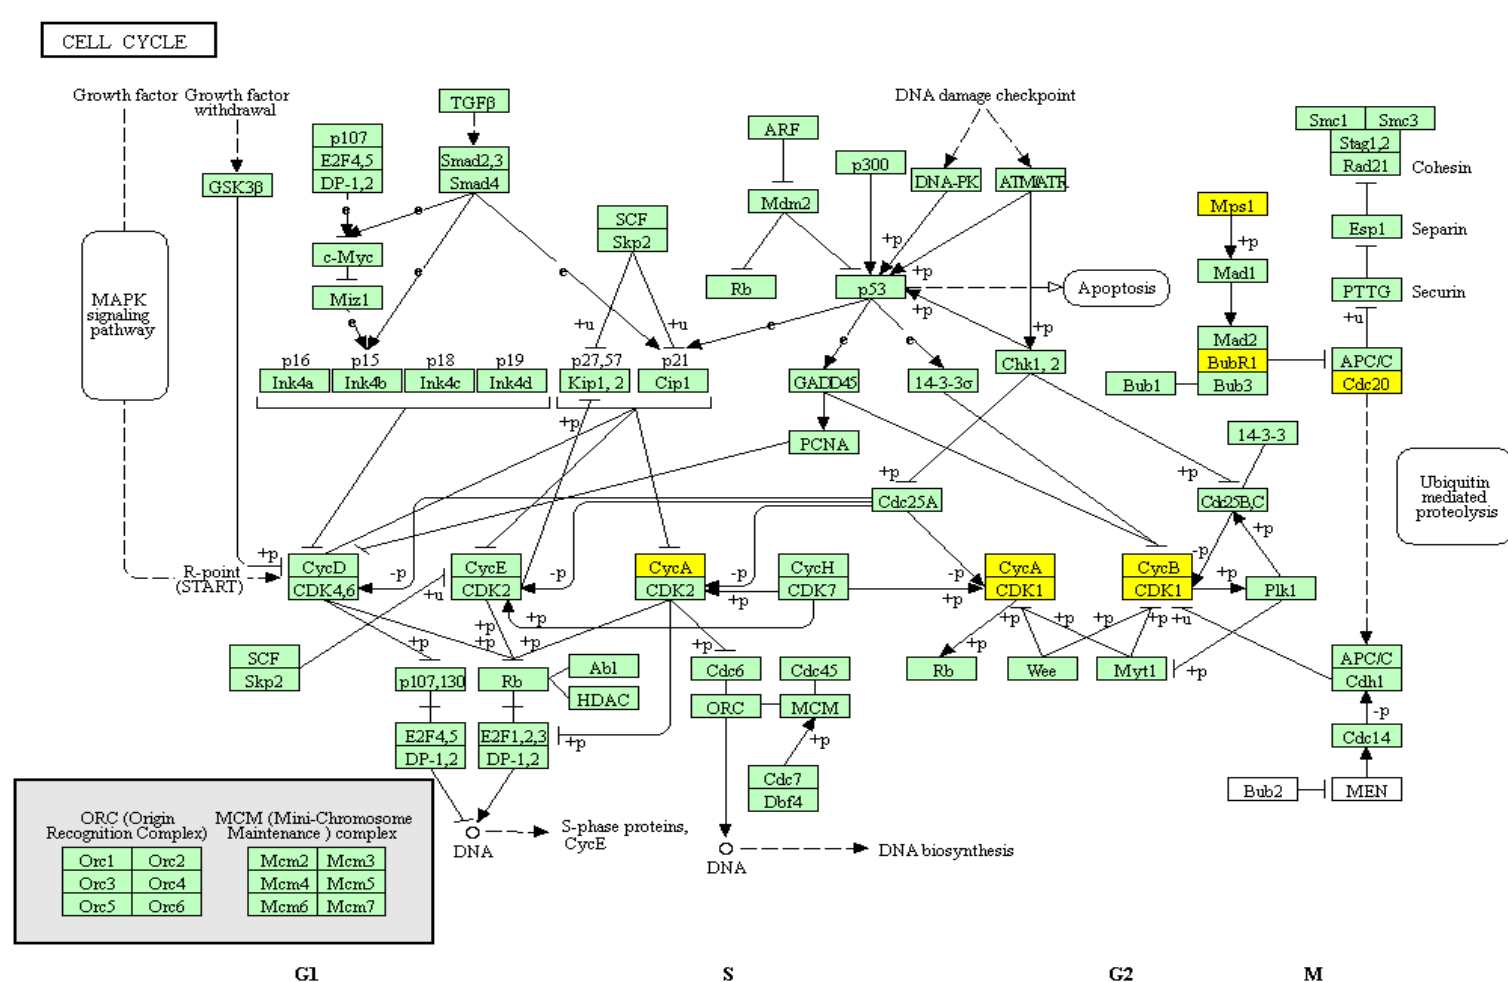 CELL CYCLE
Growth factor
Growth factor
withdrawal
TGFβ
DNA damage checkpoint
ARF
p300
Smc1 Smc3
Stag1,2
Rad21
Cohesin
p107
E2F4,5
DP-1,2
Smad2,3
Smad4
GSK3β
DNA-PK
ATM/ATR
Mdm2
Mps1
SCF
Skp2
Esp1
Separin
e
e
+p
+p
c-Myc
Rb
p53
+p
Mad1
e
e
Apoptosis
MAPK
signaling
pathway
Miz1
PTTG
Securin
+p
+u
e
+u
+u
e
+p
Mad2
BubR1
Bub3
Bub1
e
e
p16
Ink4a
p15
Ink4b
p18
Ink4c
p19
Ink4d
p27,57
Kip1, 2
p21
Cip1
GADD45
14-3-3σ
Chk1, 2
APC/C
Cdc20
+p
PCNA
14-3-3
+p
+p
Cdc25A
Cdc25B,C
Ubiquitin
mediated
proteolysis
+p
+p
-p
R-point
(START)
CycD
CDK4,6
-p
CycE
CDK2
-p
CycA
CDK2
-p
CycH
CDK7
-p
CycA
CDK1
CycB
CDK1
+p
Plk1
+u
+p
+p
+p
+p
+p
+p
+p
+p
+u
+p
+p
+p
+p
+p
SCF
Skp2
p107,130
Rb
Abl
HDAC
Cdc6
Cdc45
Rb
Wee
Myt1
+p
APC/C
Cdh1
ORC
MCM
-p
E2F4,5
DP-1,2
E2F1,2,3
DP-1,2
+p
+p
Cdc14
Cdc7
Dbf4
Bub2
MEN
DNA
S-phase proteins,
CycE
DNA
DNA biosynthesis
ORC (Origin
Recognition Complex)
MCM (Mini-Chromosome
Maintenance ) complex
Orc1 Orc2
Orc3 Orc4
Orc5 Orc6
Mcm2 Mcm3
Mcm4 Mcm5
Mcm6 Mcm7
G1 S G2 M